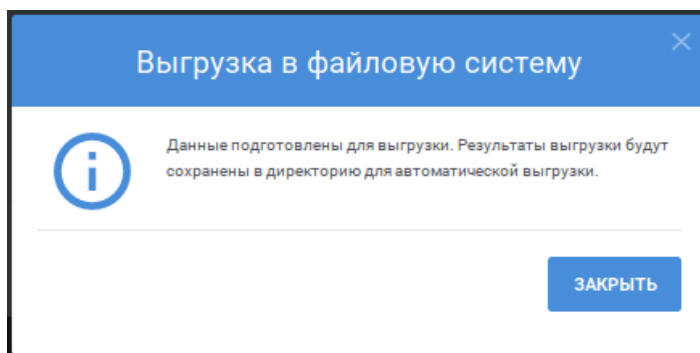 Выгрузка в файловую систему
Данные подготовлены для выгрузки. Результаты выгрузки будут
сохранены в директорию для автоматической выгрузки.
ЗАКРЫТЬ